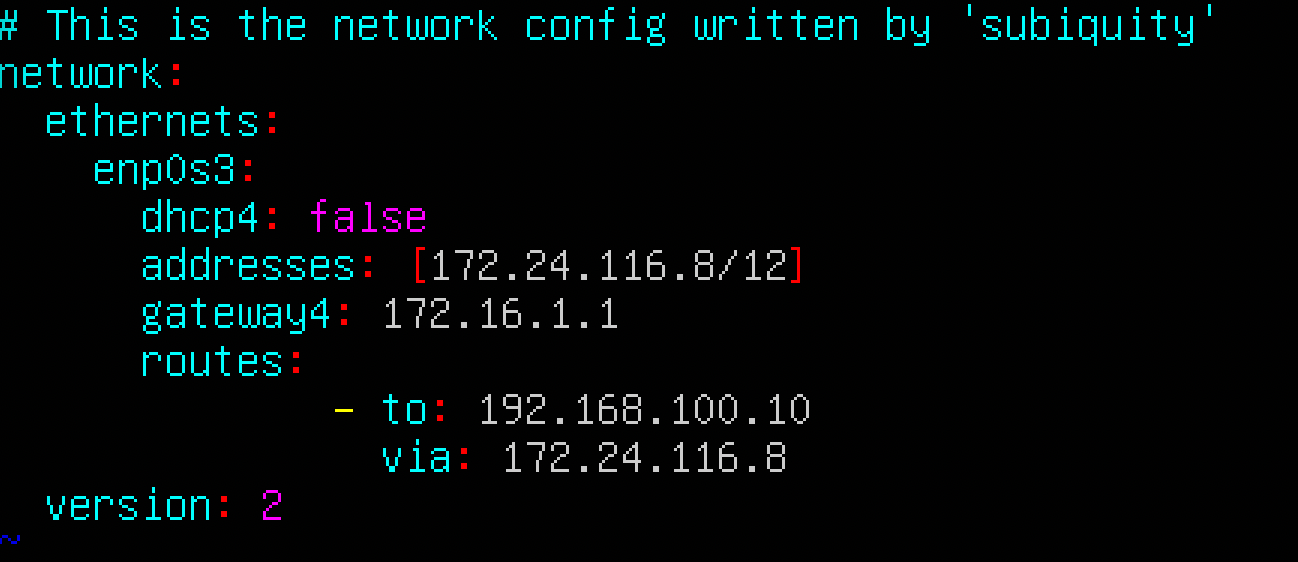 # This is the network config written by 'subiquity'
network:
  ethernets:
    enp0s3:
      dhcp4: false
      addresses: [172.24.116.8/12]
      gateway4: 172.16.1.1
      routes:
              - to: 192.168.100.10
                via: 172.24.116.8
  version: 2
~